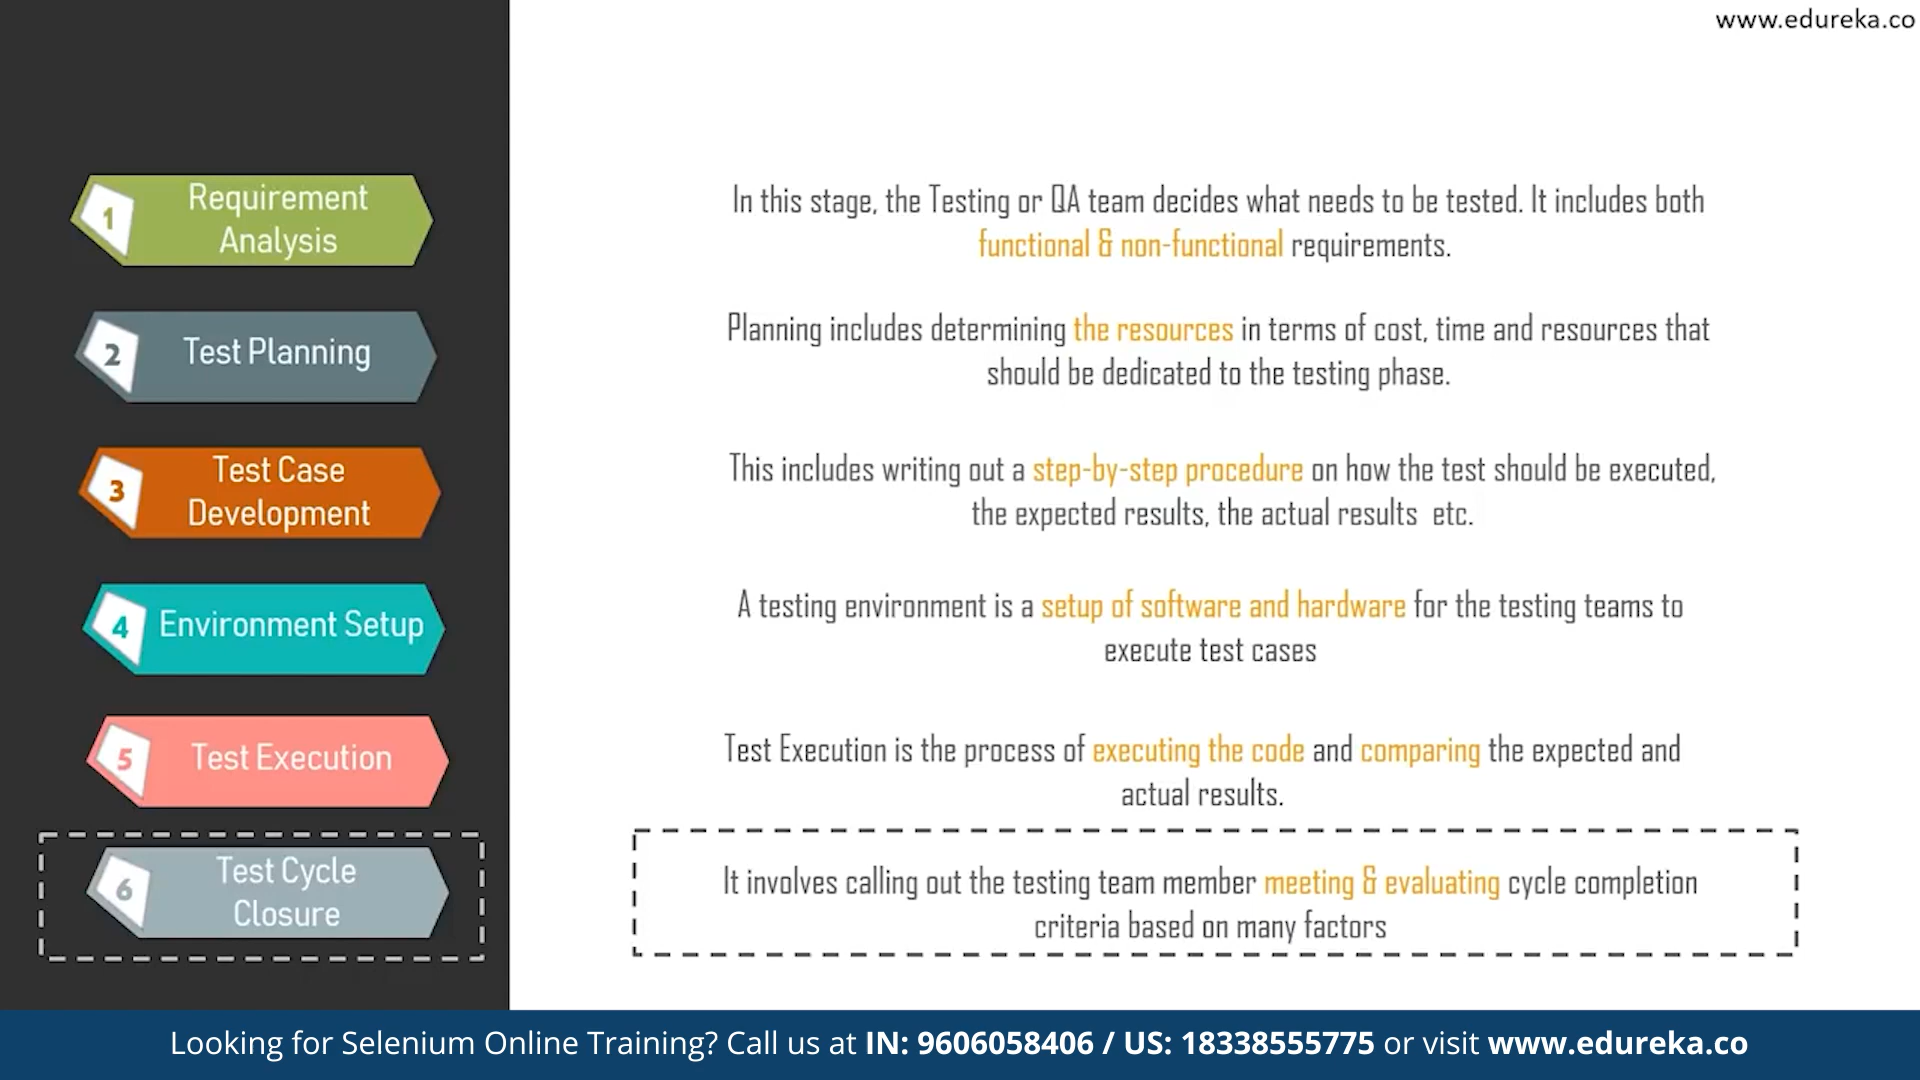 www.edureka.co
1
Requirement
Analysis
In this stage, the Testing or QA team decides what needs to be tested. It includes both
functional & non-functional requirements.
2
Test Planning
Planning includes determining the resources in terms of cost, time and resources that
should be dedicated to the testing phase.
3
Test Case
Development
This includes writing out a step-by-step procedure on how the test should be executed,
the expected results, the actual results etc.
4
Environment Setup
A testing environment is a setup of software and hardware for the testing teams to
execute test cases
5
Test Execution
Test Execution is the process of executing the code and comparing the expected and
actual results.
6
Test Cycle
Closure
It involves calling out the testing team member meeting & evaluating cycle completion
criteria based on many factors
Looking for Selenium Online Training? Call us at IN: 9606058406 / US: 18338555775 or visit www.edureka.co